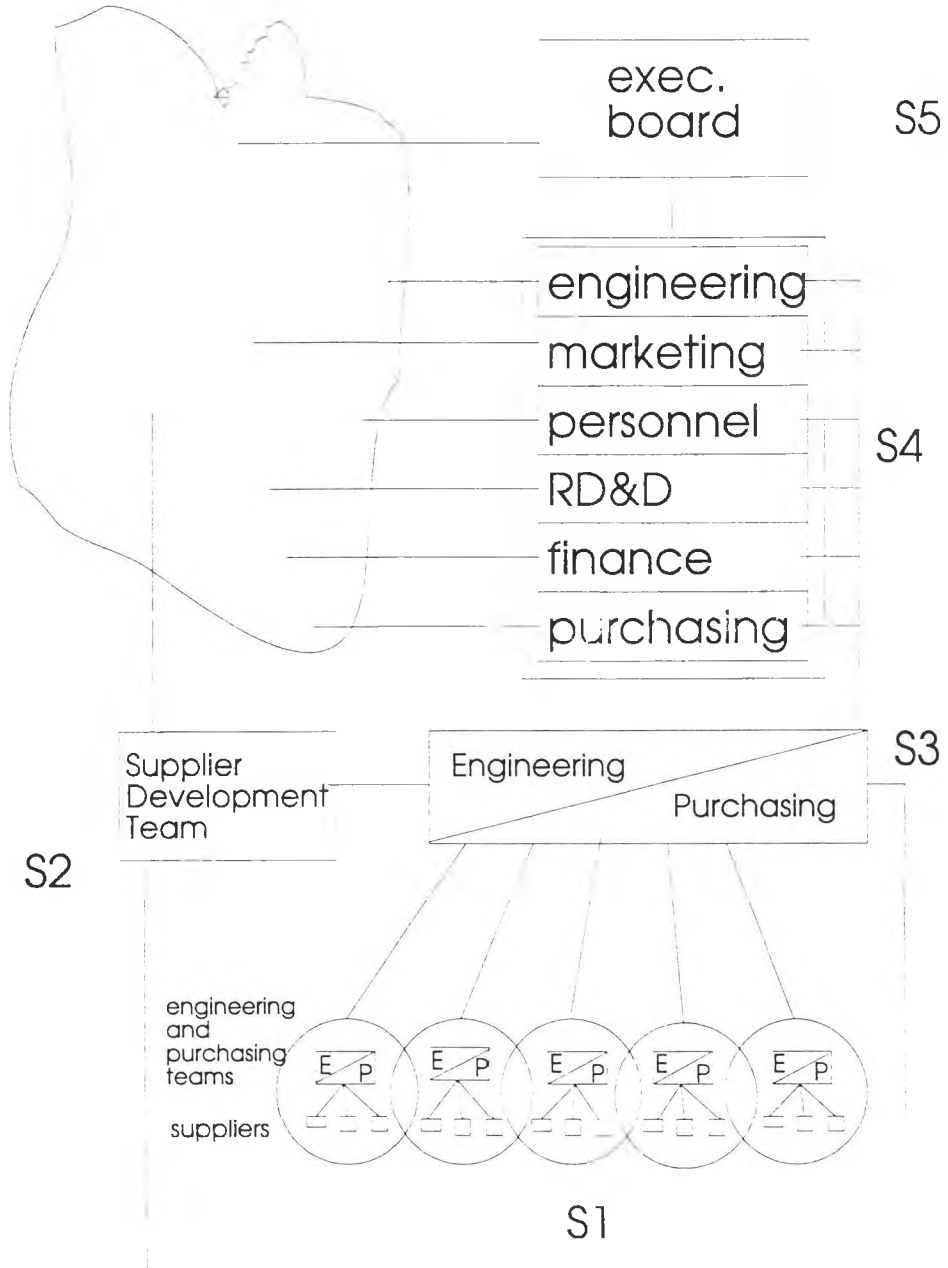 exec.
board
S5
engineering
marketing
personnel
S4
RD&D
finance
purchasing
S3
Supplier
Development
Team
Engineering
Purchasing
S2
engineering
and
purchasing
teams
E P E P E P E P E P
suppliers
S1